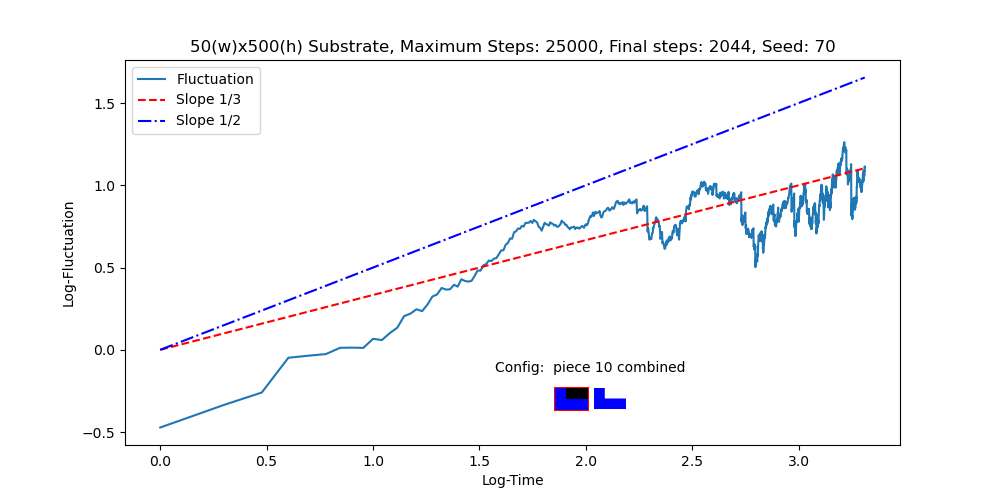 50(w)x500(h) Substrate, Maximum Steps: 25000, Final steps: 2044, Seed: 70
Fluctuation
Slope 1/3
Slope 1/2
1.5
1.0
0.5
0.0
−0.5
Log-Fluctuation
Config:  piece 10 combined
0.0 0.5 1.0 1.5 2.0 2.5 3.0
Log-Time